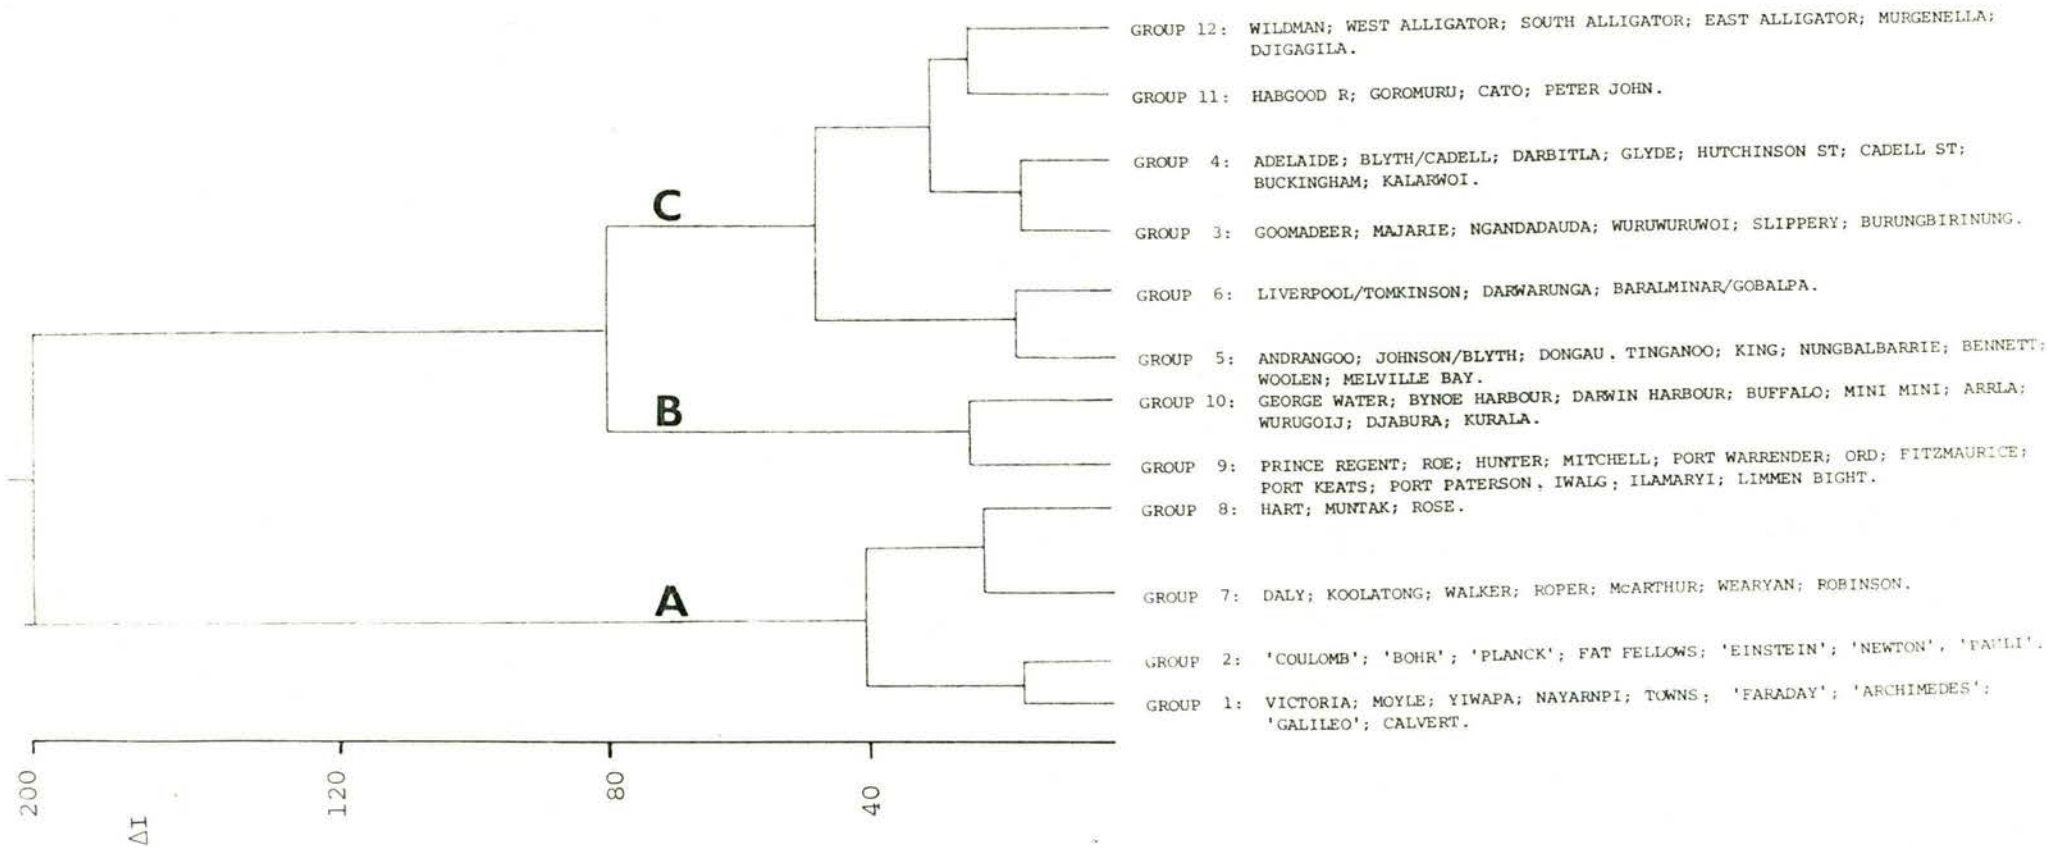 GROUP 12: WILDMAN; WEST ALLIGATOR; SOUTH ALLIGATOR; EAST ALLIGATOR; MURGENELLA;
DJIGAGILA.
GROUP 11: HABGOOD R; GOROMURU; CATO; PETER JOHN.
GROUP 4: ADELAIDE; BLYTH/CADELL; DARBITLA; GLYDE; HUTCHINSON ST; CADELL ST;
BUCKINGHAM; KALARWOI.
C
GROUP 3: GOOMADEER; MAJARIE; NGANDADAUDA; WURUWURUWOI; SLIPPERY; BURUNGBIRINUNG.
GROUP 6: LIVERPOOL/TOMKINSON; DARWARUNGA; BARALMINAR/GOBALPA.
GROUP 5: ANDRANGOO; JOHNSON/BLYTH; DONGAU. TINGANOO; KING; NUNGBALBARRIE; BENNETT;
WOOLEN; MELVILLE BAY.
B
GROUP 10: GEORGE WATER; BYNOE HARBOUR; DARWIN HARBOUR; BUFFALO; MINI MINI; ARRLA;
WURUGOIJ; DJABURA; KURALA.
GROUP 9: PRINCE REGENT; ROE; HUNTER; MITCHELL; PORT WARRENDER; ORD; FITZMAURICE;
PORT KEATS; PORT PATERSON. IWALG; ILAMARYI; LIMMEN BIGHT.
GROUP 8: HART; MUNTAK; ROSE.
A
GROUP 7: DALY; KOOLATONG; WALKER; ROPER; McARTHUR; WEARYAN; ROBINSON.
GROUP 2: 'COULOMB'; 'BOHR'; 'PLANCK'; FAT FELLOWS; 'EINSTEIN'; 'NEWTON', 'PAULI'.
GROUP 1: VICTORIA; MOYLE; YIWAPA; NAYARNPI; TOWNS; 'FARADAY'; 'ARCHIMEDES';
'GALILEO'; CALVERT.
200
120
80
40
ΔI